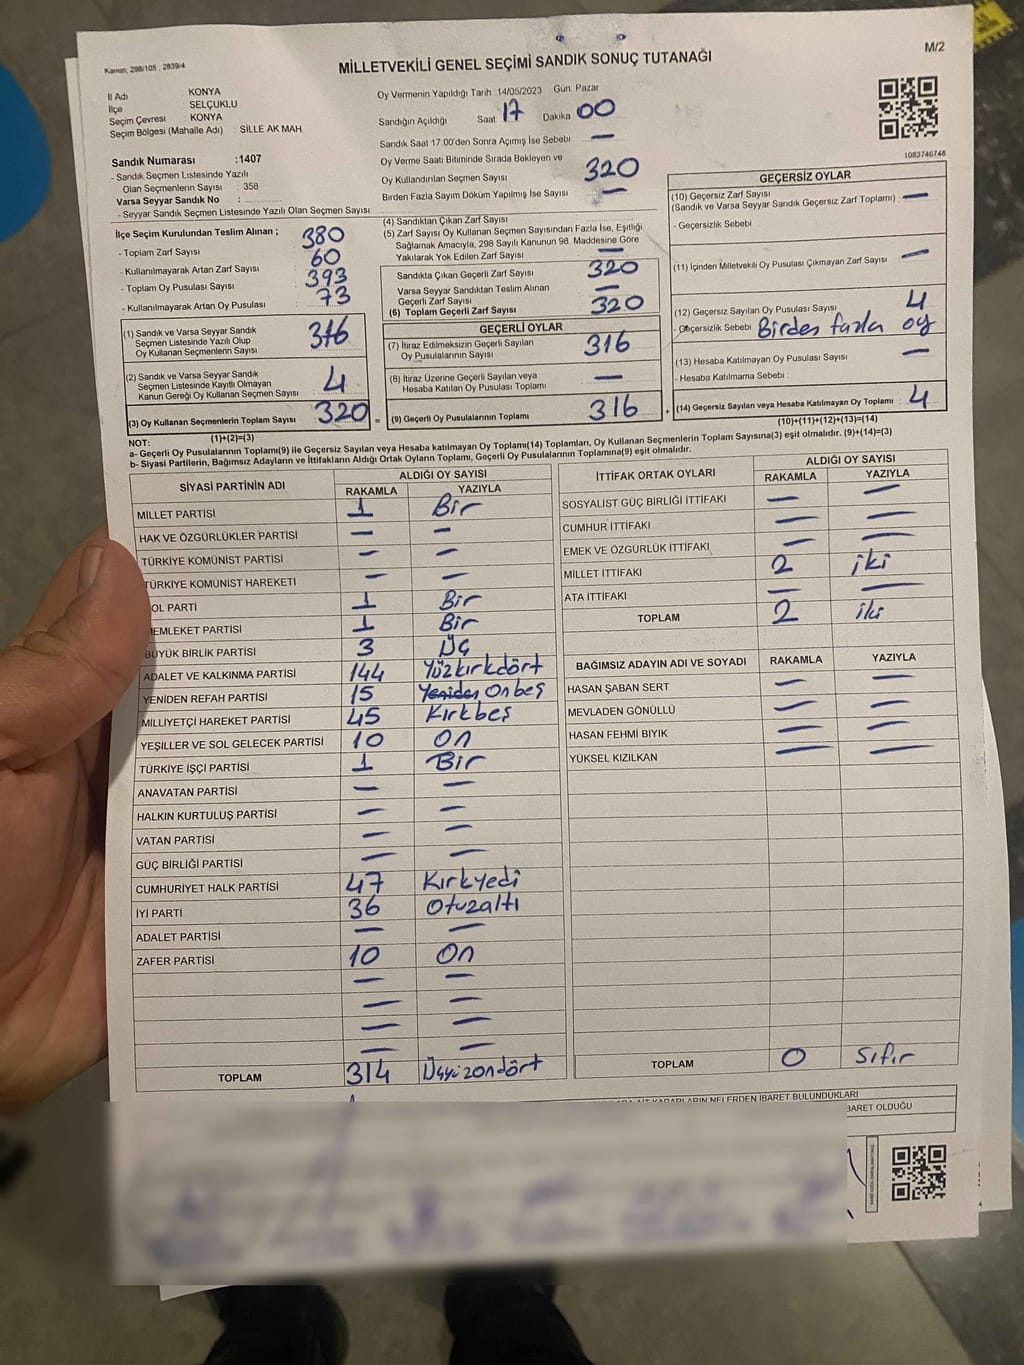 Kanun: 298/105 , 2839/4
MİLLETVEKİLİ GENEL SEÇİMİ SANDIK SONUÇ TUTANAĞI
M/2
İl Adı KONYA
İlçe SELÇUKLU
Seçim Çevresi KONYA
Seçim Bölgesi (Mahalle Adı) SİLLE AK MAH.
Oy Vermenin Yapıldığı Tarih :14/05/2023 Gün: Pazar
Sandığın Açıldığı Saat 17 Dakika 00
Sandık Saat 17:00'den Sonra Açımış İse Sebebi —
Oy Verme Saati Bitiminde Sırada Bekleyen ve
Oy Kullandırılan Seçmen Sayısı 320
Birden Fazla Sayım Döküm Yapılmış İse Sayısı —
1083746748
Sandık Numarası :1407
- Sandık Seçmen Listesinde Yazılı
Olan Seçmenlerin Sayısı : 358
Varsa Seyyar Sandık No :
- Seyyar Sandık Seçmen Listesinde Yazılı Olan Seçmen Sayısı
İlçe Seçim Kurulundan Teslim Alınan ;
- Toplam Zarf Sayısı 380
- Kullanılmayarak Artan Zarf Sayısı 60
- Toplam Oy Pusulası Sayısı 393
- Kullanılmayarak Artan Oy Pusulası 73
(1) Sandık ve Varsa Seyyar Sandık
Seçmen Listesinde Yazılı Olup
Oy Kullanan Seçmenlerin Sayısı 316
(2) Sandık ve Varsa Seyyar Sandık
Seçmen Listesinde Kayıtlı Olmayan
Kanun Gereği Oy Kullanan Seçmen Sayısı 4
(3) Oy Kullanan Seçmenlerin Toplam Sayısı 320 =
(1)+(2)=(3)
(4) Sandıktan Çıkan Zarf Sayısı
(5) Zarf Sayısı Oy Kullanan Seçmen Sayısından Fazla İse, Eşitliği
Sağlamak Amacıyla, 298 Sayılı Kanunun 98. Maddesine Göre
Yakılarak Yok Edilen Zarf Sayısı —
Sandıkta Çıkan Geçerli Zarf Sayısı 320
Varsa Seyyar Sandıktan Teslim Alınan
Geçerli Zarf Sayısı —
(6) Toplam Geçerli Zarf Sayısı 320
GEÇERLİ OYLAR
(7) İtiraz Edilmeksizin Geçerli Sayılan
Oy Pusulalarının Sayısı 316
(8) İtiraz Üzerine Geçerli Sayılan veya
Hesaba Katılan Oy Pusulası Toplamı —
(9) Geçerli Oy Pusulalarının Toplamı 316 +
GEÇERSİZ OYLAR
(10) Geçersiz Zarf Sayısı
(Sandık ve Varsa Seyyar Sandık Geçersiz Zarf Toplamı) : —
- Geçersizlik Sebebi
(11) İçinden Milletvekili Oy Pusulası Çıkmayan Zarf Sayısı —
(12) Geçersiz Sayılan Oy Pusulası Sayısı 4
- Geçersizlik Sebebi Birden fazla oy
(13) Hesaba Katılmayan Oy Pusulası Sayısı —
- Hesaba Katılmama Sebebi :
(14) Geçersiz Sayılan veya Hesaba Katılmayan Oy Toplamı : 4
(10)+(11)+(12)+(13)=(14)
NOT:
a- Geçerli Oy Pusulalarının Toplamı(9) ile Geçersiz Sayılan veya Hesaba katılmayan Oy Toplamı(14) Toplamları, Oy Kullanan Seçmenlerin Toplam Sayısına(3) eşit olmalıdır. (9)+(14)=(3)
b- Siyasi Partilerin, Bağımsız Adayların ve İttifakların Aldığı Ortak Oyların Toplamı, Geçerli Oy Pusulalarının Toplamına(9) eşit olmalıdır.
SİYASİ PARTİNİN ADI ALDIĞI OY SAYISI
RAKAMLA YAZIYLA
MİLLET PARTİSİ 1 Bir
HAK VE ÖZGÜRLÜKLER PARTİSİ — —
TÜRKİYE KOMÜNİST PARTİSİ — —
TÜRKİYE KOMÜNİST HAREKETİ — —
OL PARTİ 1 Bir
EMLEKET PARTİSİ 1 Bir
BÜYÜK BİRLİK PARTİSİ 3 Üç
ADALET VE KALKINMA PARTİSİ 144 Yüzkırkdört
YENİDEN REFAH PARTİSİ 15 Yeniden Onbeş
MİLLİYETÇİ HAREKET PARTİSİ 45 Kırkbeş
YEŞİLLER VE SOL GELECEK PARTİSİ 10 On
TÜRKİYE İŞÇİ PARTİSİ 1 Bir
ANAVATAN PARTİSİ — —
HALKIN KURTULUŞ PARTİSİ — —
VATAN PARTİSİ — —
GÜÇ BİRLİĞİ PARTİSİ — —
CUMHURİYET HALK PARTİSİ 47 Kırkyedi
İYİ PARTİ 36 Otuzaltı
ADALET PARTİSİ — —
ZAFER PARTİSİ 10 On
— —
— —
— —
— —
TOPLAM 314 Üçyüzondört
İTTİFAK ORTAK OYLARI ALDIĞI OY SAYISI
RAKAMLA YAZIYLA
SOSYALIST GÜÇ BİRLİĞİ İTTİFAKI — —
CUMHUR İTTİFAKI — —
EMEK VE ÖZGÜRLÜK İTTİFAKI — —
MİLLET İTTİFAKI 2 iki
ATA İTTİFAKI — —
TOPLAM 2 iki
BAĞIMSIZ ADAYIN ADI VE SOYADI RAKAMLA YAZIYLA
HASAN ŞABAN SERT — —
MEVLADEN GÖNÜLLÜ — —
HASAN FEHMİ BIYIK — —
YÜKSEL KIZILKAN — —
TOPLAM 0 Sıfır
AİT KARARLARIN NELERDEN İBARET BULUNDUKLARI
BARET OLDUĞU